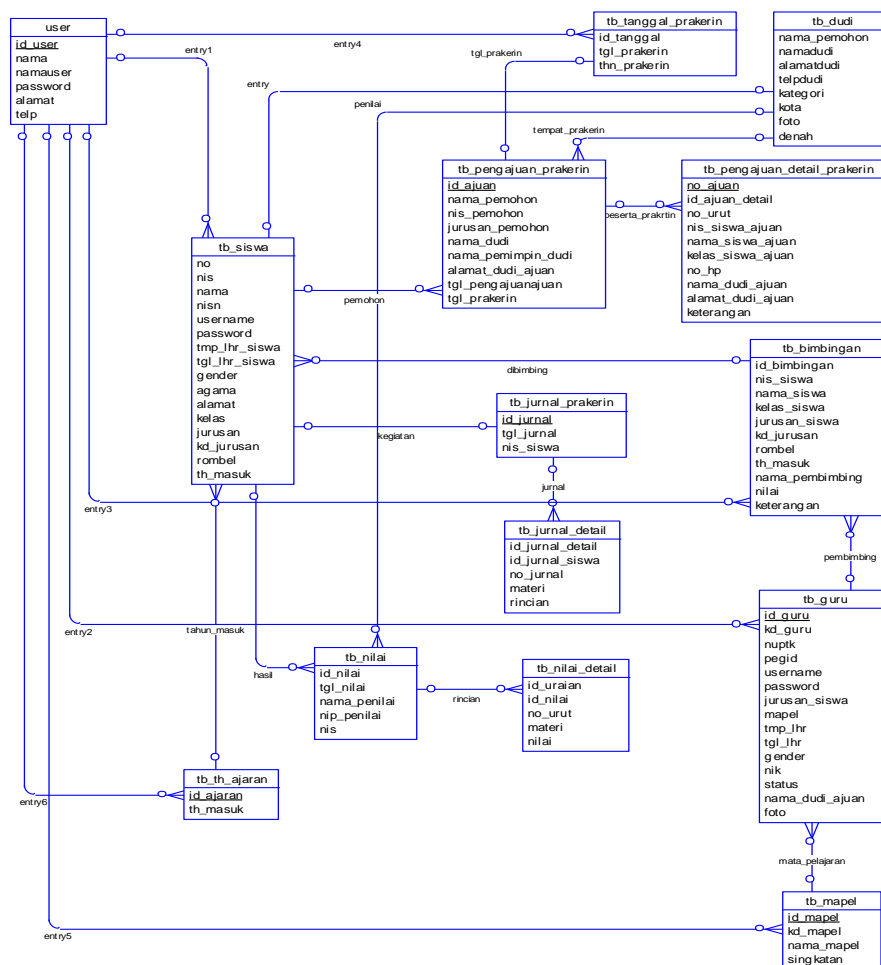 user
id_user
nama
namauser
password
alamat
telp
entry1
entry4
tb_tanggal_prakerin
id_tanggal
tgl_prakerin
thn_prakerin
tb_dudi
nama_pemohon
namadudi
alamatdudi
telpdudi
kategori
kota
foto
denah
tgl_prakerin
entry
penilai
tempat_prakerin
tb_pengajuan_prakerin
id_ajuan
nama_pemohon
nis_pemohon
jurusan_pemohon
nama_dudi
nama_pemimpin_dudi
alamat_dudi_ajuan
tgl_pengajuanajuan
tgl_prakerin
peserta_prakrtin
tb_pengajuan_detail_prakerin
no_ajuan
id_ajuan_detail
no_urut
nis_siswa_ajuan
nama_siswa_ajuan
kelas_siswa_ajuan
no_hp
nama_dudi_ajuan
alamat_dudi_ajuan
keterangan
tb_siswa
no
nis
nama
nisn
username
password
tmp_lhr_siswa
tgl_lhr_siswa
gender
agama
alamat
kelas
jurusan
kd_jurusan
rombel
th_masuk
pemohon
dibimbing
kegiatan
tb_bimbingan
id_bimbingan
nis_siswa
nama_siswa
kelas_siswa
jurusan_siswa
kd_jurusan
rombel
th_masuk
nama_pembimbing
nilai
keterangan
tb_jurnal_prakerin
id_jurnal
tgl_jurnal
nis_siswa
jurnal
entry3
tb_jurnal_detail
id_jurnal_detail
id_jurnal_siswa
no_jurnal
materi
rincian
pembimbing
tb_guru
id_guru
kd_guru
nuptk
pegid
username
password
jurusan_siswa
mapel
tmp_lhr
tgl_lhr
gender
nik
status
nama_dudi_ajuan
foto
entry2
tahun_masuk
hasil
tb_nilai
id_nilai
tgl_nilai
nama_penilai
nip_penilai
nis
rincian
tb_nilai_detail
id_uraian
id_nilai
no_urut
materi
nilai
tb_th_ajaran
id_ajaran
th_masuk
entry6
mata_pelajaran
tb_mapel
id_mapel
kd_mapel
nama_mapel
singkatan
entry5